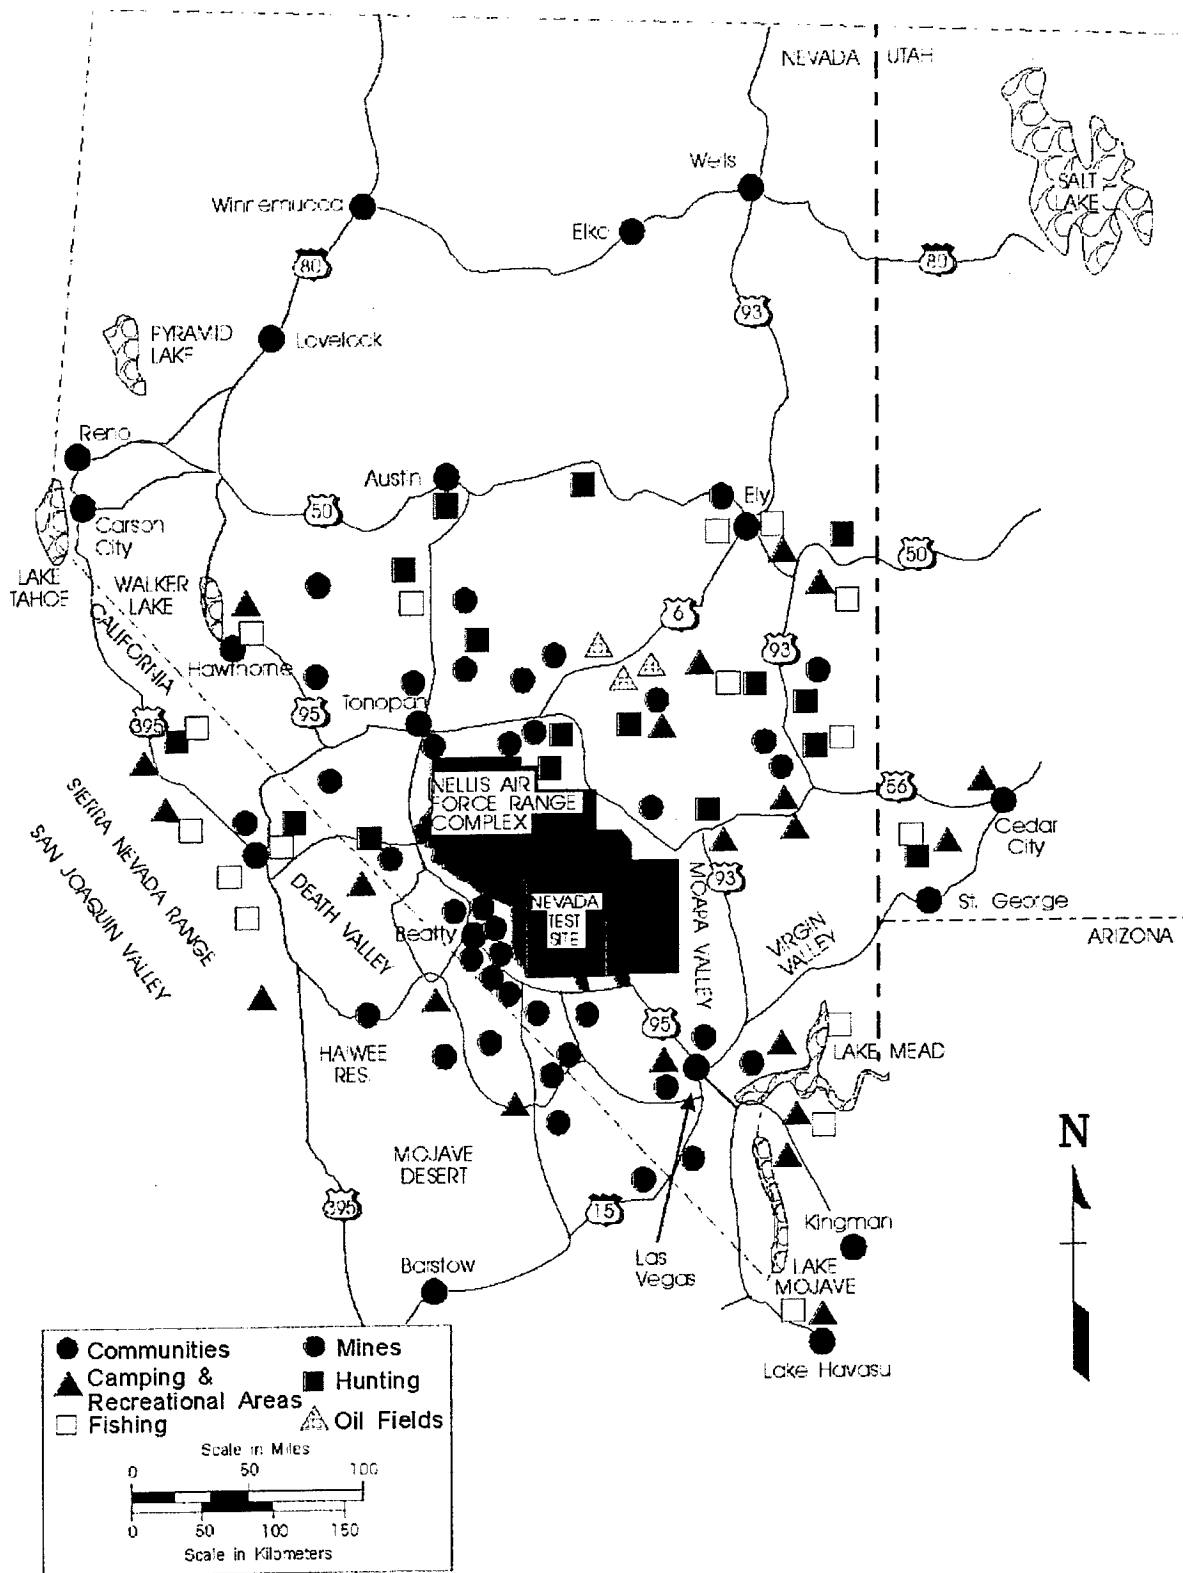 NEVADA
UTAH
Wells
SALT
LAKE
Winnemucca
Elko
80
80
93
PYRAMID
LAKE
Lovelock
Reno
Austin
Ely
50
Carson
City
50
LAKE
TAHOE
WALKER
LAKE
6
CALIFORNIA
93
Hawthorne
Tonopah
95
395
NELLIS AIR
FORCE RANGE
COMPLEX
56
SIERRA NEVADA RANGE
SAN JOAQUIN VALLEY
Cedar
City
DEATH VALLEY
MOAPA VALLEY
93
NEVADA
TEST
SITE
St. George
Beatty
VIRGIN
VALLEY
ARIZONA
95
HAIWEE
RES.
LAKE MEAD
N
MOJAVE
DESERT
395
15
Kingman
Las
Vegas
Barstow
LAKE
MOJAVE
Lake Havasu
Communities
Mines
Camping &
Recreational Areas
Hunting
Fishing
Oil Fields
Scale in Miles
0 50 100
0 50 100 150
Scale in Kilometers